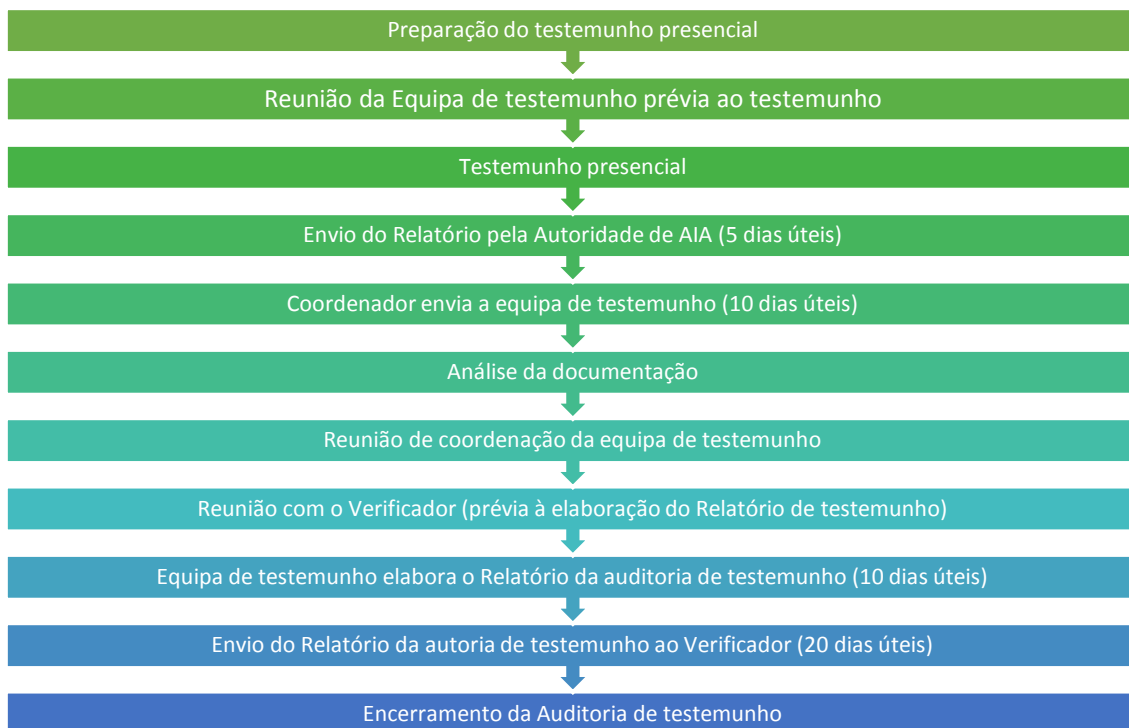 Preparação do testemunho presencial
Reunião da Equipa de testemunho prévia ao testemunho
Testemunho presencial
Envio do Relatório pela Autoridade de AIA (5 dias úteis)
Coordenador envia a equipa de testemunho (10 dias úteis)
Análise da documentação
Reunião de coordenação da equipa de testemunho
Reunião com o Verificador (prévia à elaboração do Relatório de testemunho)
Equipa de testemunho elabora o Relatório da auditoria de testemunho (10 dias úteis)
Envio do Relatório da autoria de testemunho ao Verificador (20 dias úteis)
Encerramento da Auditoria de testemunho